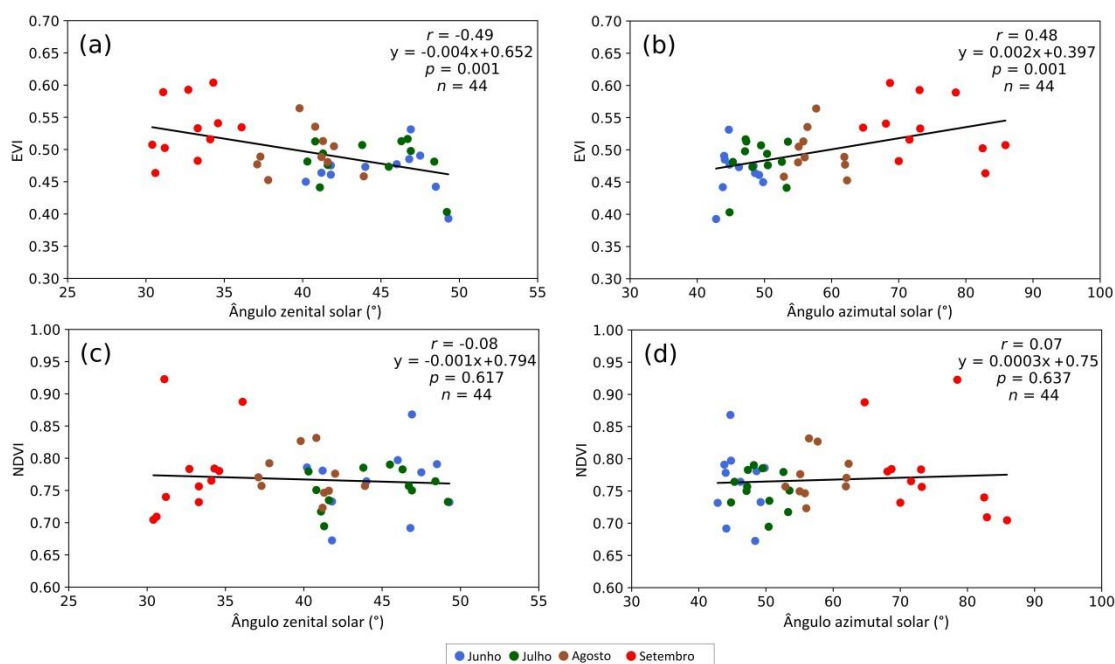 (a)
r = -0.49
y = -0.004x+0.652
p = 0.001
n = 44
EVI
0.70
0.65
0.60
0.55
0.50
0.45
0.40
0.35
0.30
25 30 35 40 45 50 55
Ângulo zenital solar (°)
(b)
r = 0.48
y = 0.002x+0.397
p = 0.001
n = 44
EVI
0.70
0.65
0.60
0.55
0.50
0.45
0.40
0.35
0.30
30 40 50 60 70 80 90 100
Ângulo azimutal solar (°)
(c)
r = -0.08
y = -0.001x+0.794
p = 0.617
n = 44
NDVI
1.00
0.95
0.90
0.85
0.80
0.75
0.70
0.65
0.60
25 30 35 40 45 50 55
Ângulo zenital solar (°)
(d)
r = 0.07
y = 0.0003x+0.75
p = 0.637
n = 44
NDVI
1.00
0.95
0.90
0.85
0.80
0.75
0.70
0.65
0.60
30 40 50 60 70 80 90 100
Ângulo azimutal solar (°)
Junho Julho Agosto Setembro